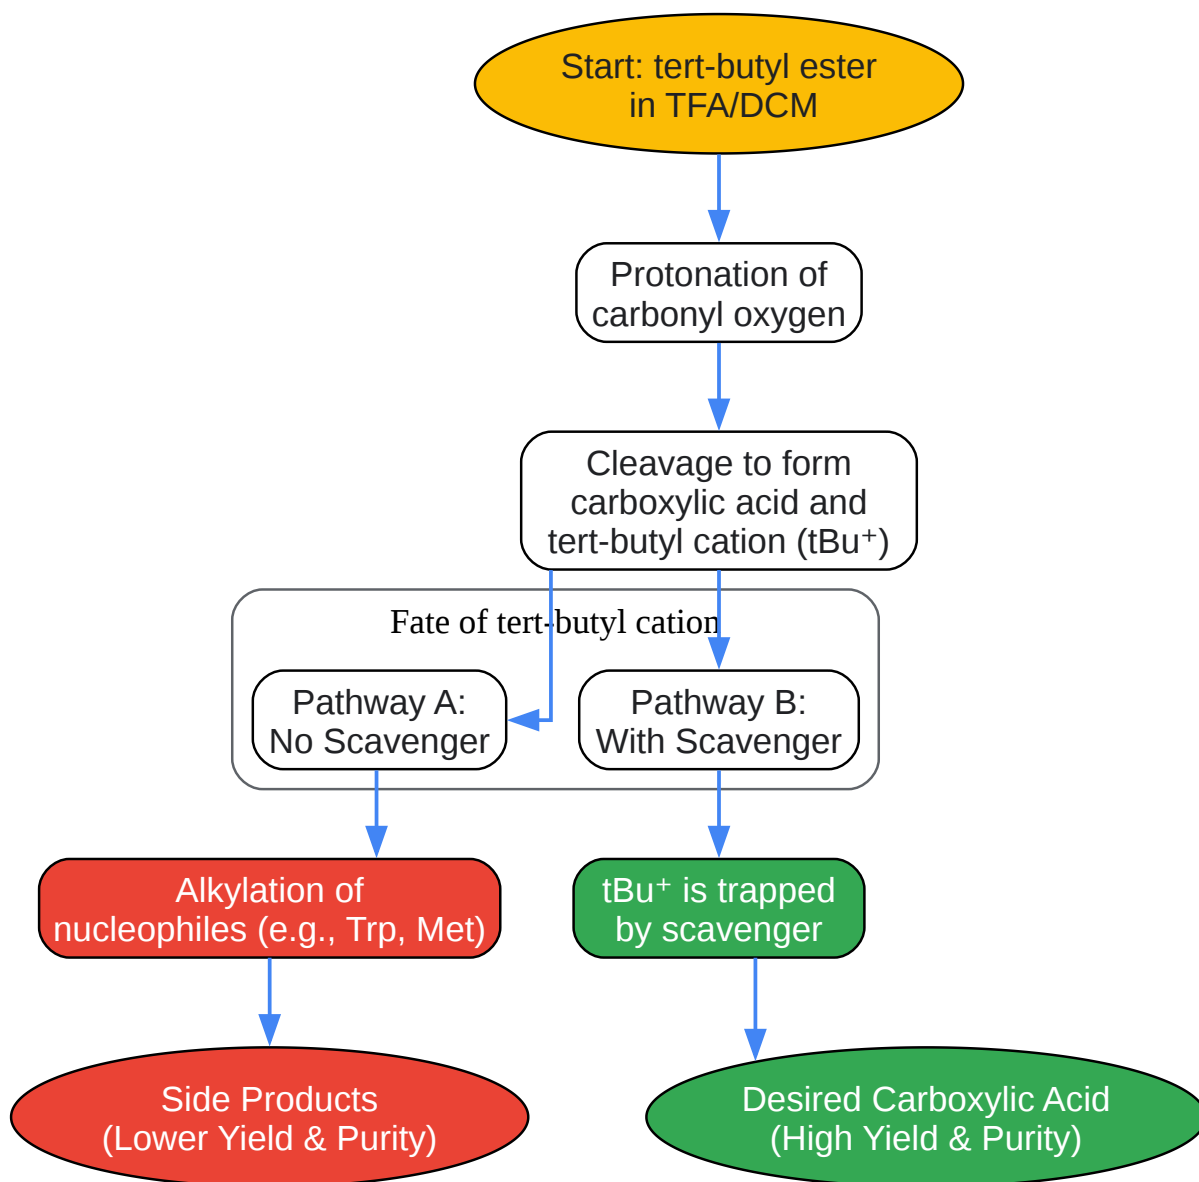 Start: tert-butyl ester
in TFA/DCM
Protonation of
carbonyl oxygen
Cleavage to form
carboxylic acid and
tert-butyl cation (tBu⁺)
Fate of tert-butyl cation
Pathway A:
No Scavenger
Pathway B:
With Scavenger
Alkylation of
nucleophiles (e.g., Trp, Met)
tBu⁺ is trapped
by scavenger
Side Products
(Lower Yield & Purity)
Desired Carboxylic Acid
(High Yield & Purity)